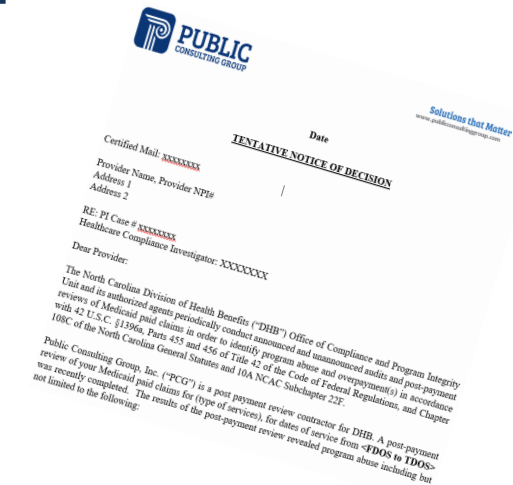 PUBLIC
CONSULTING GROUP
Solutions that Matter
www.publicconsultinggroup.com
Date
TENTATIVE NOTICE OF DECISION
Certified Mail: xxxxxxxx
Provider Name, Provider NPI#
Address 1
Address 2
RE: PI Case # xxxxxxxx
Healthcare Compliance Investigator: XXXXXXX
Dear Provider:
The North Carolina Division of Health Benefits (“DHB”) Office of Compliance and Program Integrity
Unit and its authorized agents periodically conduct announced and unannounced audits and post-payment
reviews of Medicaid paid claims in order to identify program abuse and overpayment(s) in accordance
with 42 U.S.C. §1396a, Parts 455 and 456 of Title 42 of the Code of Federal Regulations, and Chapter
108C of the North Carolina General Statutes and 10A NCAC Subchapter 22F.
Public Consulting Group, Inc. (“PCG”) is a post payment review contractor for DHB. A post-payment
review of your Medicaid paid claims for (type of services), for dates of service from <FDOS to TDOS>
was recently completed. The results of the post-payment review revealed program abuse including but
not limited to the following: